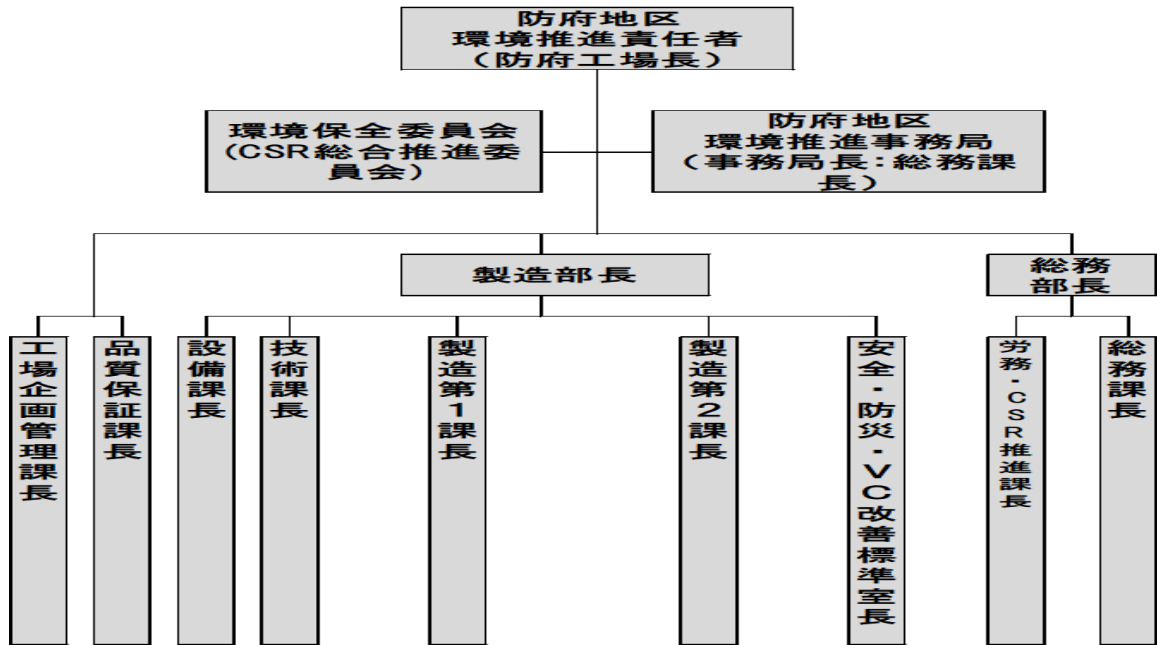 防府地区
環境推進責任者
(防府工場長)
環境保全委員会
(CSR総合推進委
員会)
防府地区
環境推進事務局
(事務局長:総務課
長)
製造部長
総務
部長
工場企画管理課長
品質保証課長
設備課長
技術課長
製造第1課長
製造第2課長
安全・防災・VC改善標準室長
労務・CSR推進課長
総務課長